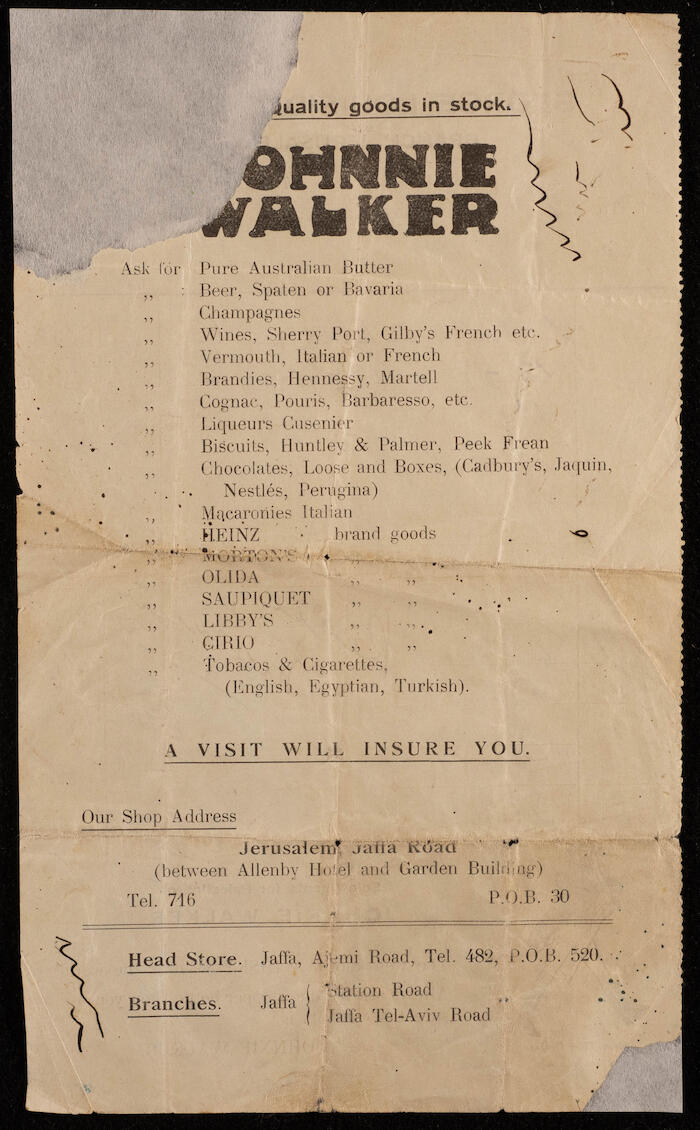 Quality goods in stock.
JOHNNIE
WALKER
Ask for Pure Australian Butter
„ Beer, Spaten or Bavaria
„ Champagnes
„ Wines, Sherry Port, Gilby's French etc.
„ Vermouth, Italian or French
„ Brandies, Hennessy, Martell
„ Cognac, Pouris, Barbaresso, etc.
„ Liqueurs Cusenier
„ Biscuits, Huntley & Palmer, Peek Frean
„ Chocolates, Loose and Boxes, (Cadbury's, Jaquin,
Nestlés, Perugina)
„ Macaronies Italian
„ HEINZ brand goods
„ MORTON'S „ „
„ OLIDA „ „
„ SAUPIQUET „ „
„ LIBBY'S „ „
„ CIRIO „ „
„ Tobacos & Cigarettes,
(English, Egyptian, Turkish).
A VISIT WILL INSURE YOU.
Our Shop Address
Jerusalem, Jaffa Road
(between Allenby Hotel and Garden Building)
Tel. 716 P.O.B. 30
Head Store. Jaffa, Ajemi Road, Tel. 482, P.O.B. 520.
Branches. Jaffa { Station Road
Jaffa Tel-Aviv Road